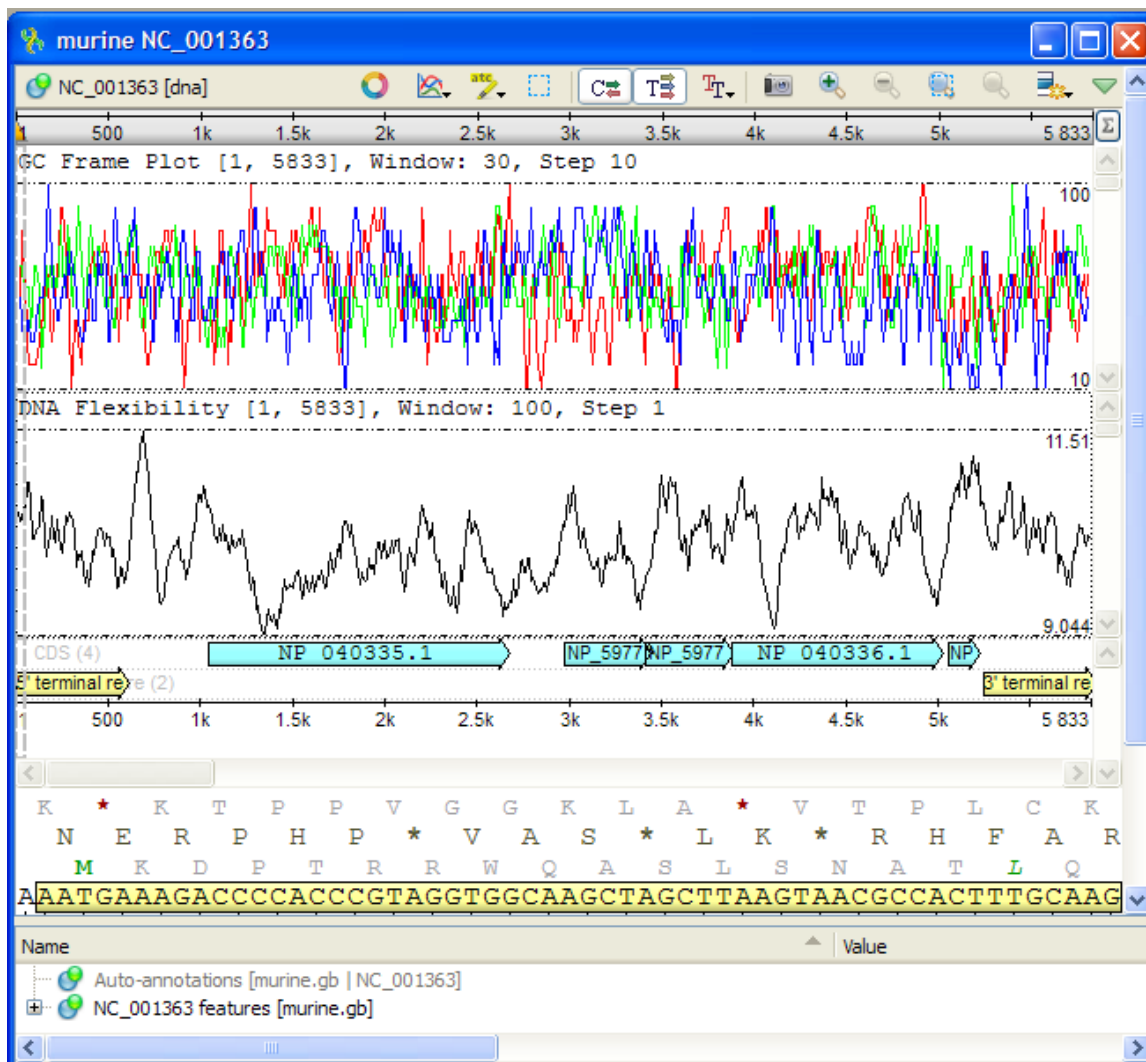 murine NC_001363
NC_001363 [dna]
1 500 1k 1.5k 2k 2.5k 3k 3.5k 4k 4.5k 5k 5 833 Σ
GC Frame Plot [1, 5833], Window: 30, Step 10
100
10
DNA Flexibility [1, 5833], Window: 100, Step 1
11.51
9.044
CDS (4) NP_040335.1 NP_5977 NP_5977 NP_040336.1 NP
5' terminal re re (2) 3' terminal re
1 500 1k 1.5k 2k 2.5k 3k 3.5k 4k 4.5k 5k 5 833
K * K T P P V G G K L A * V T P L C K
N E R P H P * V A S * L K * R H F A R
M K D P T R R W Q A S L S N A T L Q
AAATGAAAGACCCCACCCGTAGGTGGCAAGCTAGCTTAAGTAACGCCACTTTGCAAG
Name Value
Auto-annotations [murine.gb | NC_001363]
NC_001363 features [murine.gb]